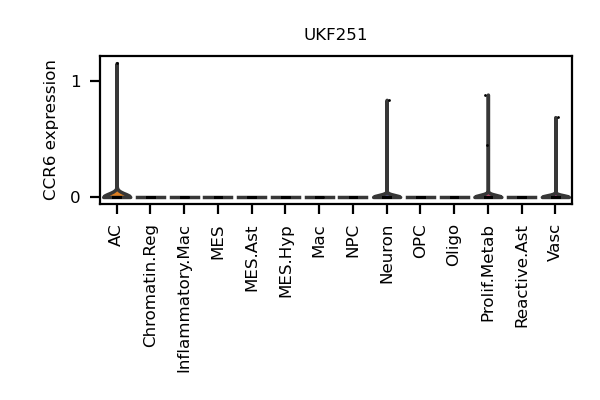 UKF251
CCR6 expression
1
0
AC
Chromatin.Reg
Inflammatory.Mac
MES
MES.Ast
MES.Hyp
Mac
NPC
Neuron
OPC
Oligo
Prolif.Metab
Reactive.Ast
Vasc